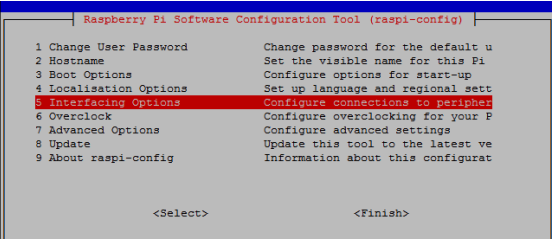 Raspberry Pi Software Configuration Tool (raspi-config)
1 Change User Password Change password for the default u
2 Hostname Set the visible name for this Pi
3 Boot Options Configure options for start-up
4 Localisation Options Set up language and regional sett
5 Interfacing Options Configure connections to peripher
6 Overclock Configure overclocking for your P
7 Advanced Options Configure advanced settings
8 Update Update this tool to the latest ve
9 About raspi-config Information about this configurat
<Select> <Finish>